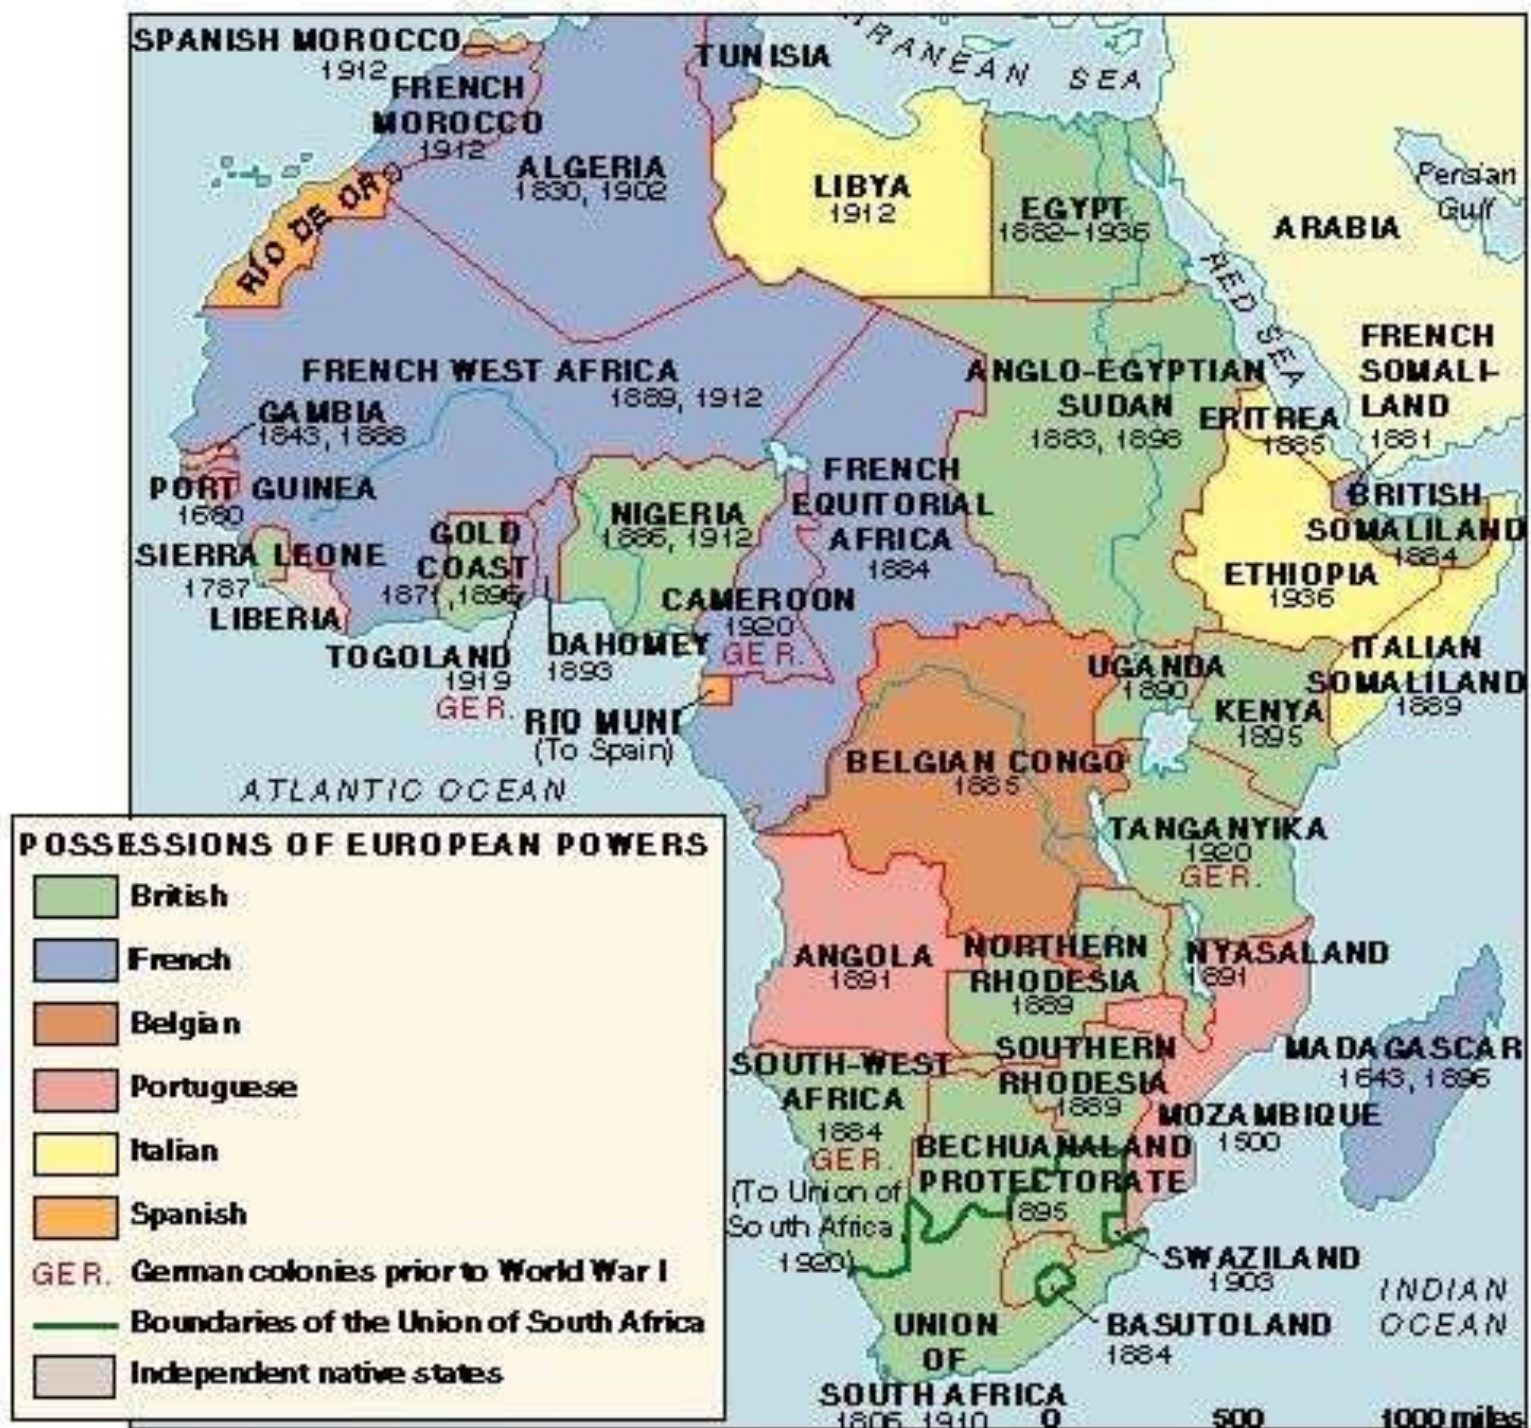 SPANISH MOROCCO
1912
FRENCH
MOROCCO
1912
TUNISIA
TRANEAN SEA
ALGERIA
1830, 1902
LIBYA
1912
EGYPT
1882-1936
Persian
Gulf
ARABIA
RED SEA
RÍO DE OR
FRENCH WEST AFRICA
1889, 1912
ANGLO-EGYPTIAN
SUDAN
1883, 1898
FRENCH
SOMALI-
LAND
1881
ERITREA
1885
GAMBIA
1843, 1888
PORT GUINEA
1680
SIERRA LEONE
1787
LIBERIA
GOLD
COAST
1871, 1896
NIGERIA
1886, 1912
FRENCH
EQUITORIAL
AFRICA
1884
BRITISH
SOMALILAND
1884
ETHIOPIA
1936
CAMEROON
1920
GER.
TOGOLAND
1919
GER.
DAHOMEY
1893
RIO MUNI
(To Spain)
UGANDA
1890
KENYA
1895
ITALIAN
SOMALILAND
1889
BELGIAN CONGO
1885
ATLANTIC OCEAN
TANGANYIKA
1920
GER.
ANGOLA
1891
NORTHERN
RHODESIA
1889
NYASALAND
1891
SOUTHERN
RHODESIA
1889
MADAGASCAR
1643, 1896
MOZAMBIQUE
1500
SOUTH-WEST
AFRICA
1884
GER.
(To Union of
South Africa
1920)
BECHUANALAND
PROTECTORATE
1895
SWAZILAND
1903
BASUTOLAND
1884
INDIAN
OCEAN
UNION
OF
SOUTH AFRICA
1806, 1910
0 500 1000 miles
POSSESSIONS OF EUROPEAN POWERS
British
French
Belgian
Portuguese
Italian
Spanish
GER. German colonies prior to World War I
Boundaries of the Union of South Africa
Independent native states